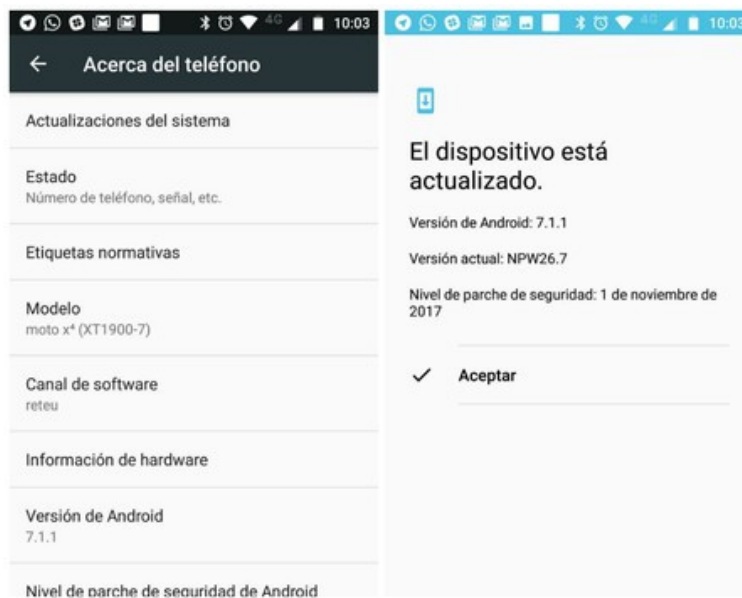 4G 10:03
Acerca del teléfono
Actualizaciones del sistema
Estado
Número de teléfono, señal, etc.
Etiquetas normativas
Modelo
moto x⁴ (XT1900-7)
Canal de software
reteu
Información de hardware
Versión de Android
7.1.1
Nivel de parche de seguridad de Android
4G 10:03
El dispositivo está
actualizado.
Versión de Android: 7.1.1
Versión actual: NPW26.7
Nivel de parche de seguridad: 1 de noviembre de
2017
Aceptar